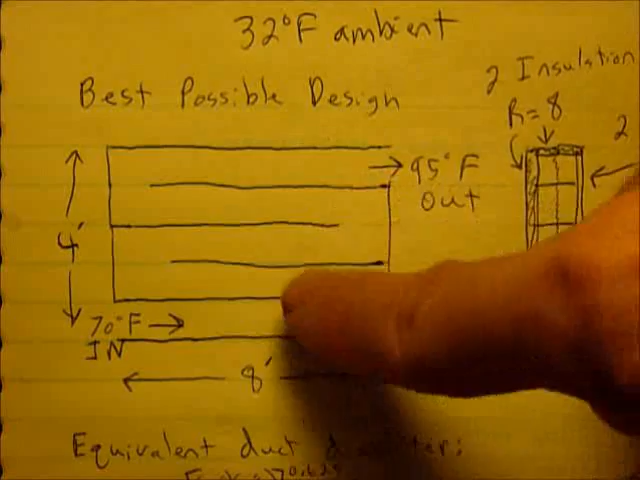 32°F ambient
Best Possible Design
2 Insulation
R=8
2
95°F
Out
4'
70°F
IN
8'
Equivalent duct